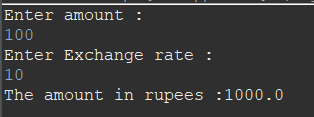 Enter amount :
100
Enter Exchange rate :
10
The amount in rupees :1000.0